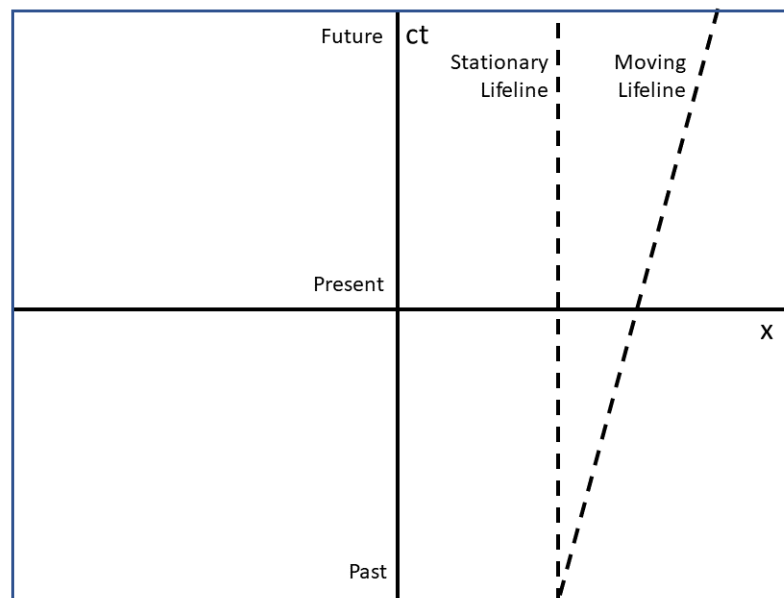 Future
ct
Stationary
Lifeline
Moving
Lifeline
Present
x
Past